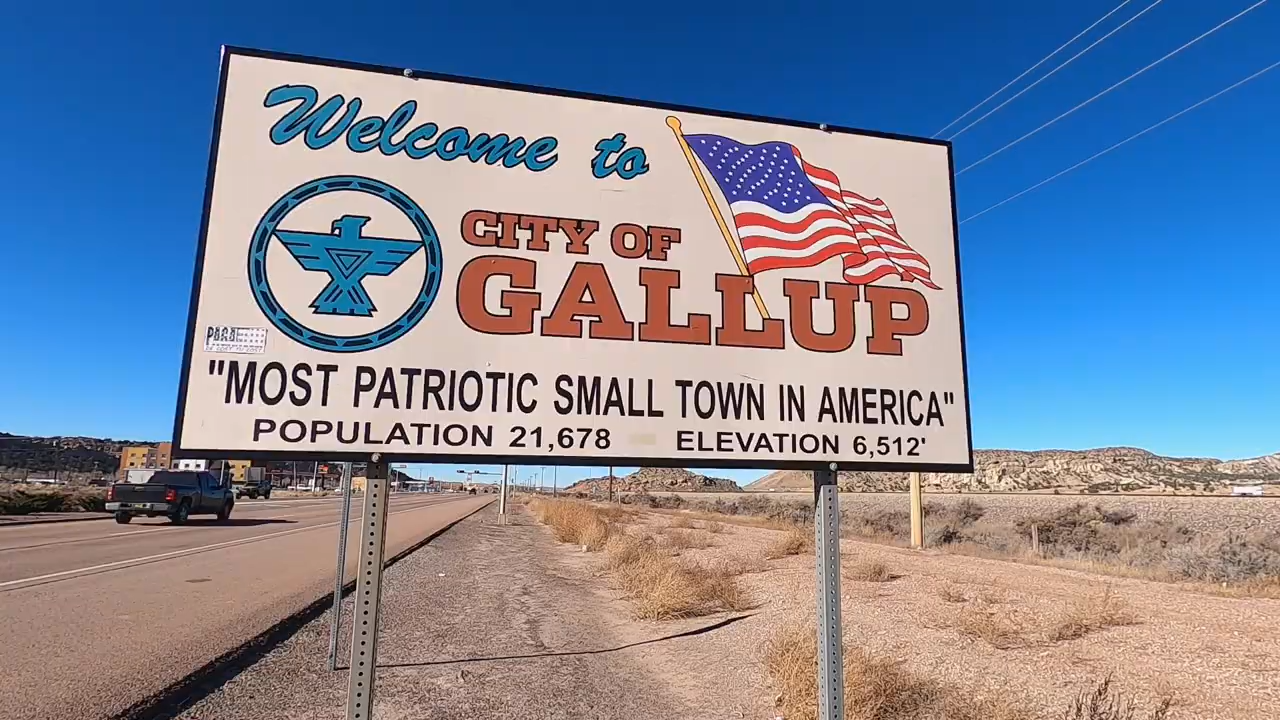 Welcome to
CITY OF
GALLUP
"MOST PATRIOTIC SMALL TOWN IN AMERICA"
POPULATION 21,678 ELEVATION 6,512'